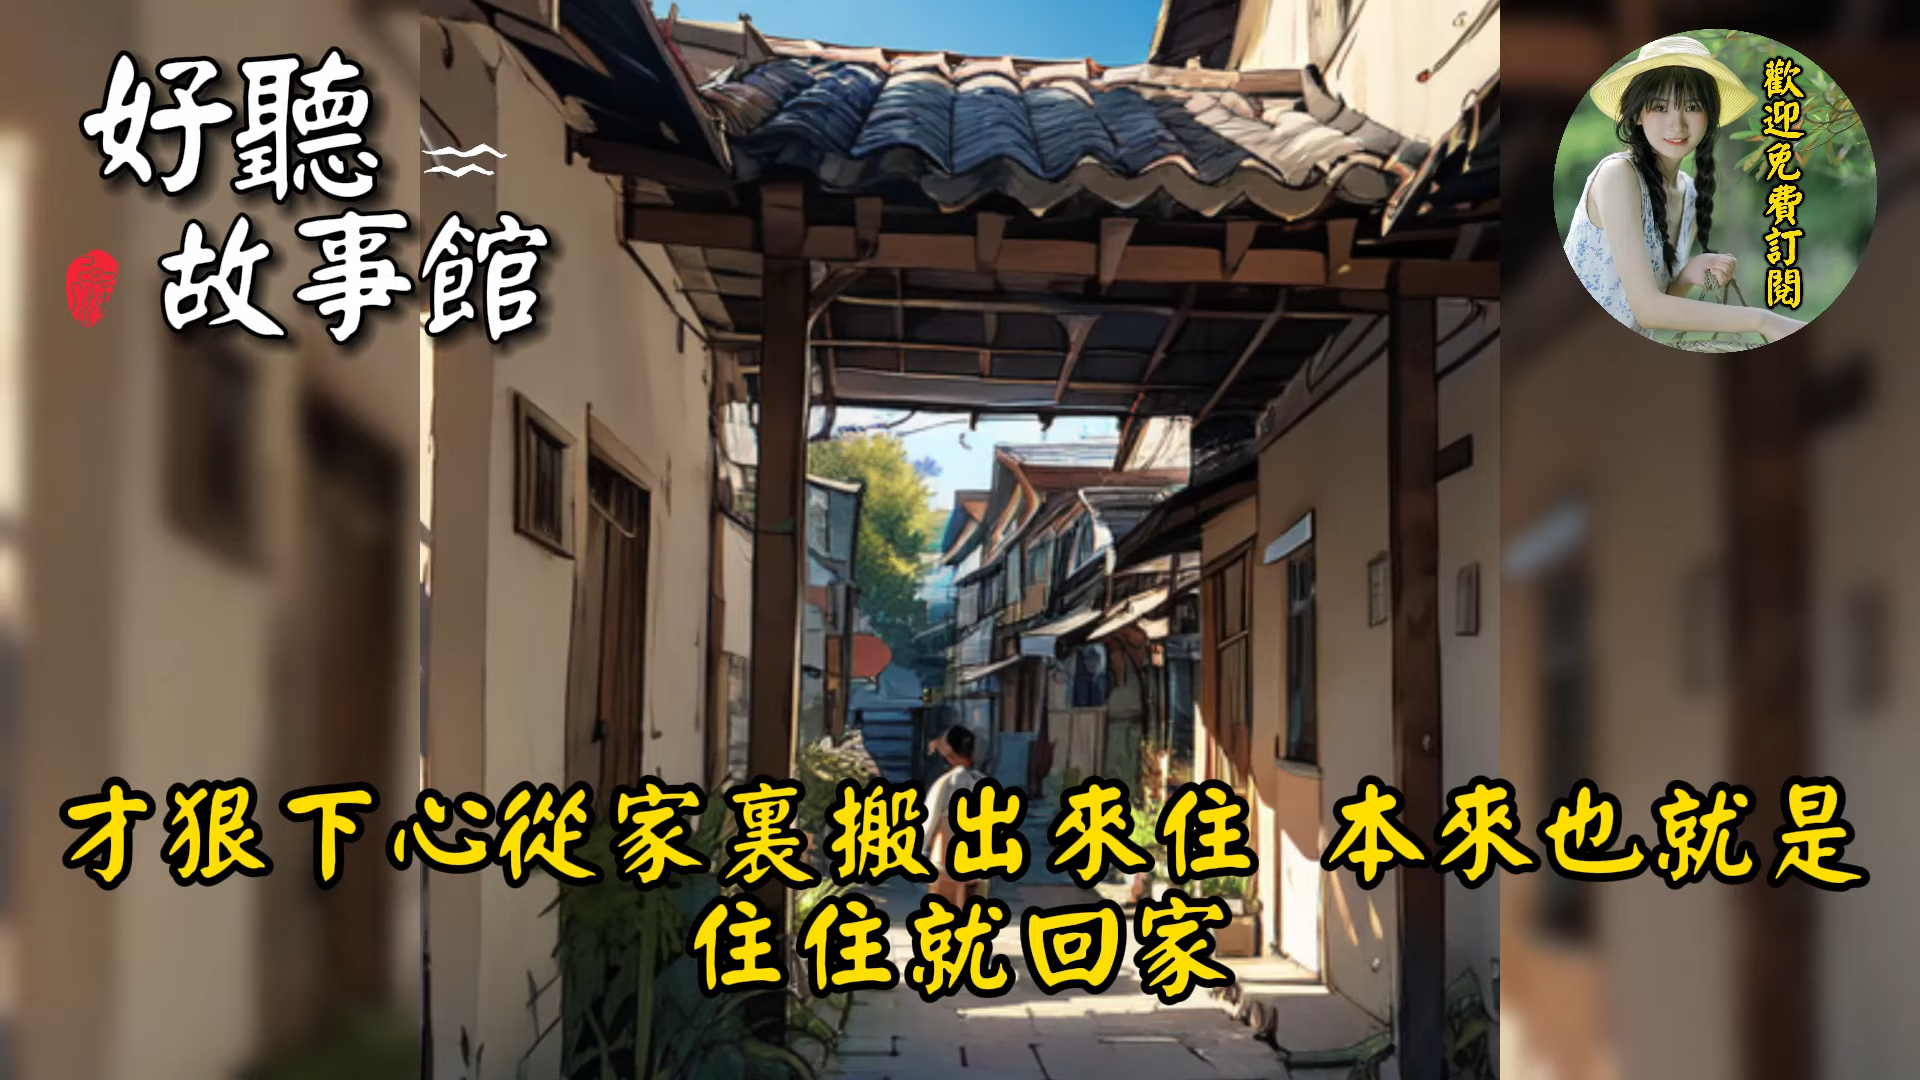 好聽
故事館
歡迎免費訂閱
才狠下心從家裏搬出來住 本來也就是
住住就回家